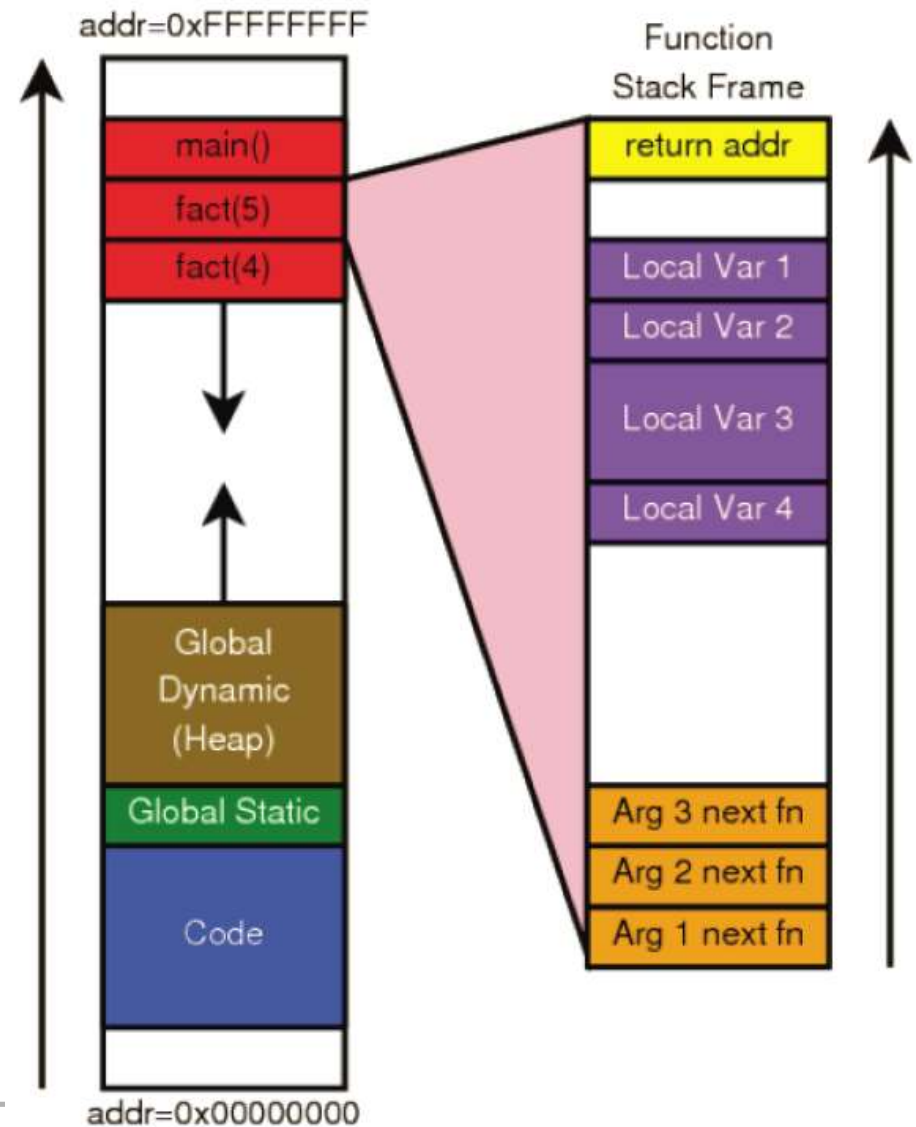 addr=0xFFFFFFFF
main()
fact(5)
fact(4)
Global
Dynamic
(Heap)
Global Static
Code
addr=0x00000000
Function
Stack Frame
return addr
Local Var 1
Local Var 2
Local Var 3
Local Var 4
Arg 3 next fn
Arg 2 next fn
Arg 1 next fn